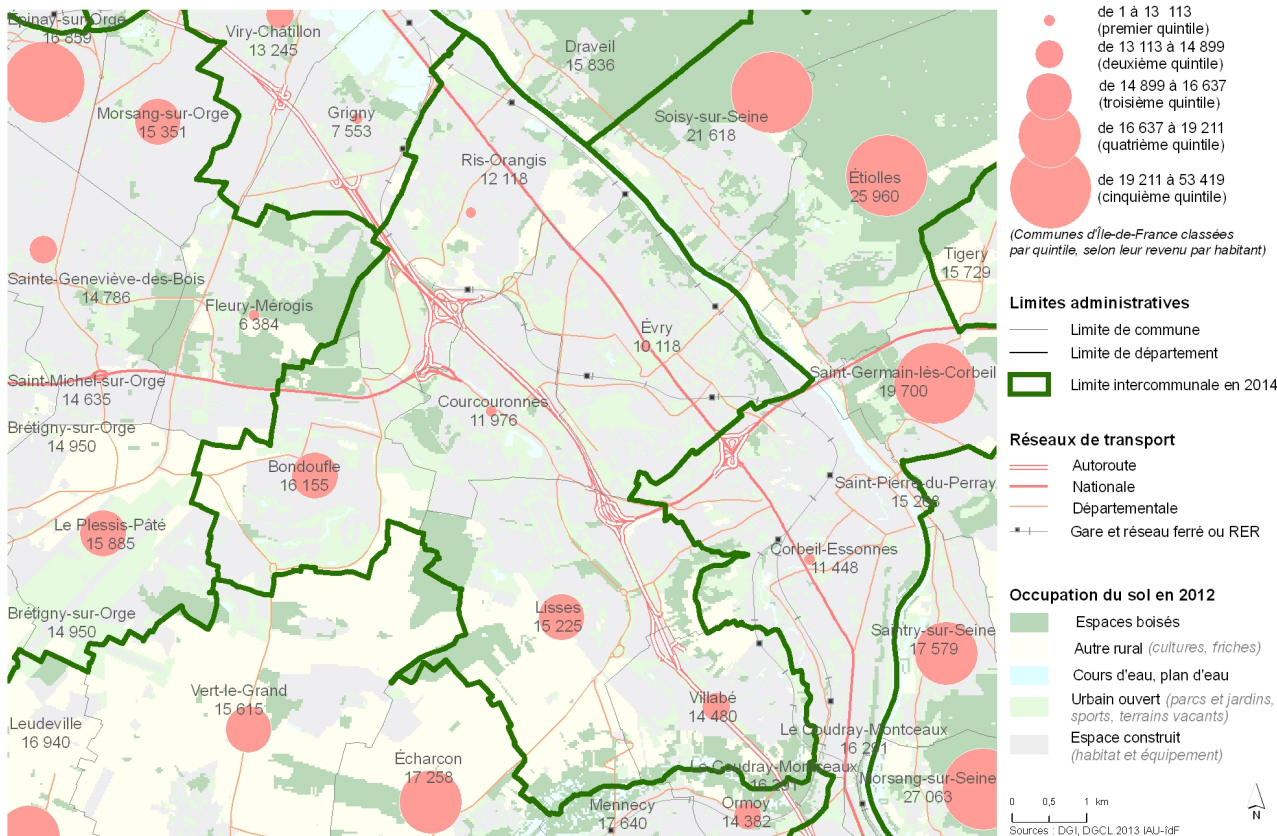 Épinay-sur-Orge
16 859
Viry-Châtillon
13 245
Draveil
15 836
Morsang-sur-Orge
15 351
Grigny
7 553
Soisy-sur-Seine
21 618
Ris-Orangis
12 118
Étiolles
25 960
Tigery
15 729
Sainte-Geneviève-des-Bois
14 786
Fleury-Mérogis
6 384
Évry
10 118
Saint-Michel-sur-Orge
14 635
Saint-Germain-lès-Corbeil
19 700
Courcouronnes
11 976
Brétigny-sur-Orge
14 950
Bondoufle
16 155
Saint-Pierre-du-Perray
15 268
Le Plessis-Pâté
15 885
Corbeil-Essonnes
11 448
Brétigny-sur-Orge
14 950
Lisses
15 225
Saintry-sur-Seine
17 579
Vert-le-Grand
15 615
Villabé
14 480
Leudeville
16 940
Le Coudray-Montceaux
16 291
Écharcon
17 258
Le Coudray-Montceaux
16 291
Morsang-sur-Seine
27 063
Mennecy
17 640
Ormoy
14 382
de 1 à 13 113
(premier quintile)
de 13 113 à 14 899
(deuxième quintile)
de 14 899 à 16 637
(troisième quintile)
de 16 637 à 19 211
(quatrième quintile)
de 19 211 à 53 419
(cinquième quintile)
(Communes d'Île-de-France classées
par quintile, selon leur revenu par habitant)
Limites administratives
Limite de commune
Limite de département
Limite intercommunale en 2014
Réseaux de transport
Autoroute
Nationale
Départementale
Gare et réseau ferré ou RER
Occupation du sol en 2012
Espaces boisés
Autre rural (cultures, friches)
Cours d'eau, plan d'eau
Urbain ouvert (parcs et jardins,
sports, terrains vacants)
Espace construit
(habitat et équipement)
0 0,5 1 km
N
Sources : DGI, DGCL 2013 IAU-îdF